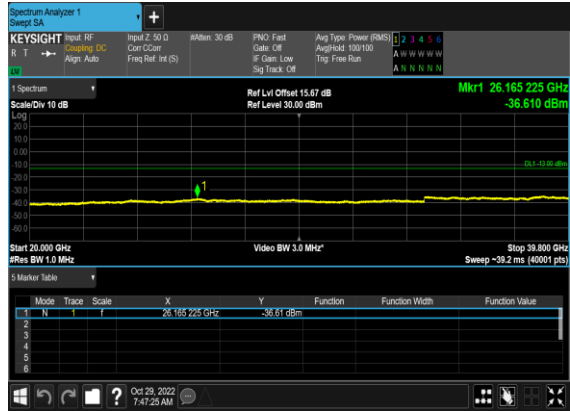 Spectrum Analyzer 1
Swept SA
+
KEYSIGHT Input: RF Input Z: 50 Ω #Atten: 30 dB PNO: Fast Avg Type: Power (RMS) 1 2 3 4 5 6
R T Coupling: DC Corr CCorr Gate: Off Avg|Hold: 100/100 A W W W W W
Align: Auto Freq Ref: Int (S) IF Gain: Low Trig: Free Run
Sig Track: Off A N N N N N
1 Spectrum Ref Lvl Offset 15.67 dB Mkr1 26.165 225 GHz
Scale/Div 10 dB Ref Level 30.00 dBm -36.610 dBm
Log
20.0
10.0
0.00
-10.0 DL1 -13.00 dBm
-20.0
-30.0 1
-40.0
-50.0
-60.0
Start 20.000 GHz Video BW 3.0 MHz* Stop 39.800 GHz
#Res BW 1.0 MHz Sweep ~39.2 ms (40001 pts)
5 Marker Table
Mode Trace Scale X Y Function Function Width Function Value
1 N 1 f 26.165 225 GHz -36.61 dBm
2
3
4
5
6
? Oct 29, 2022
7:47:25 AM